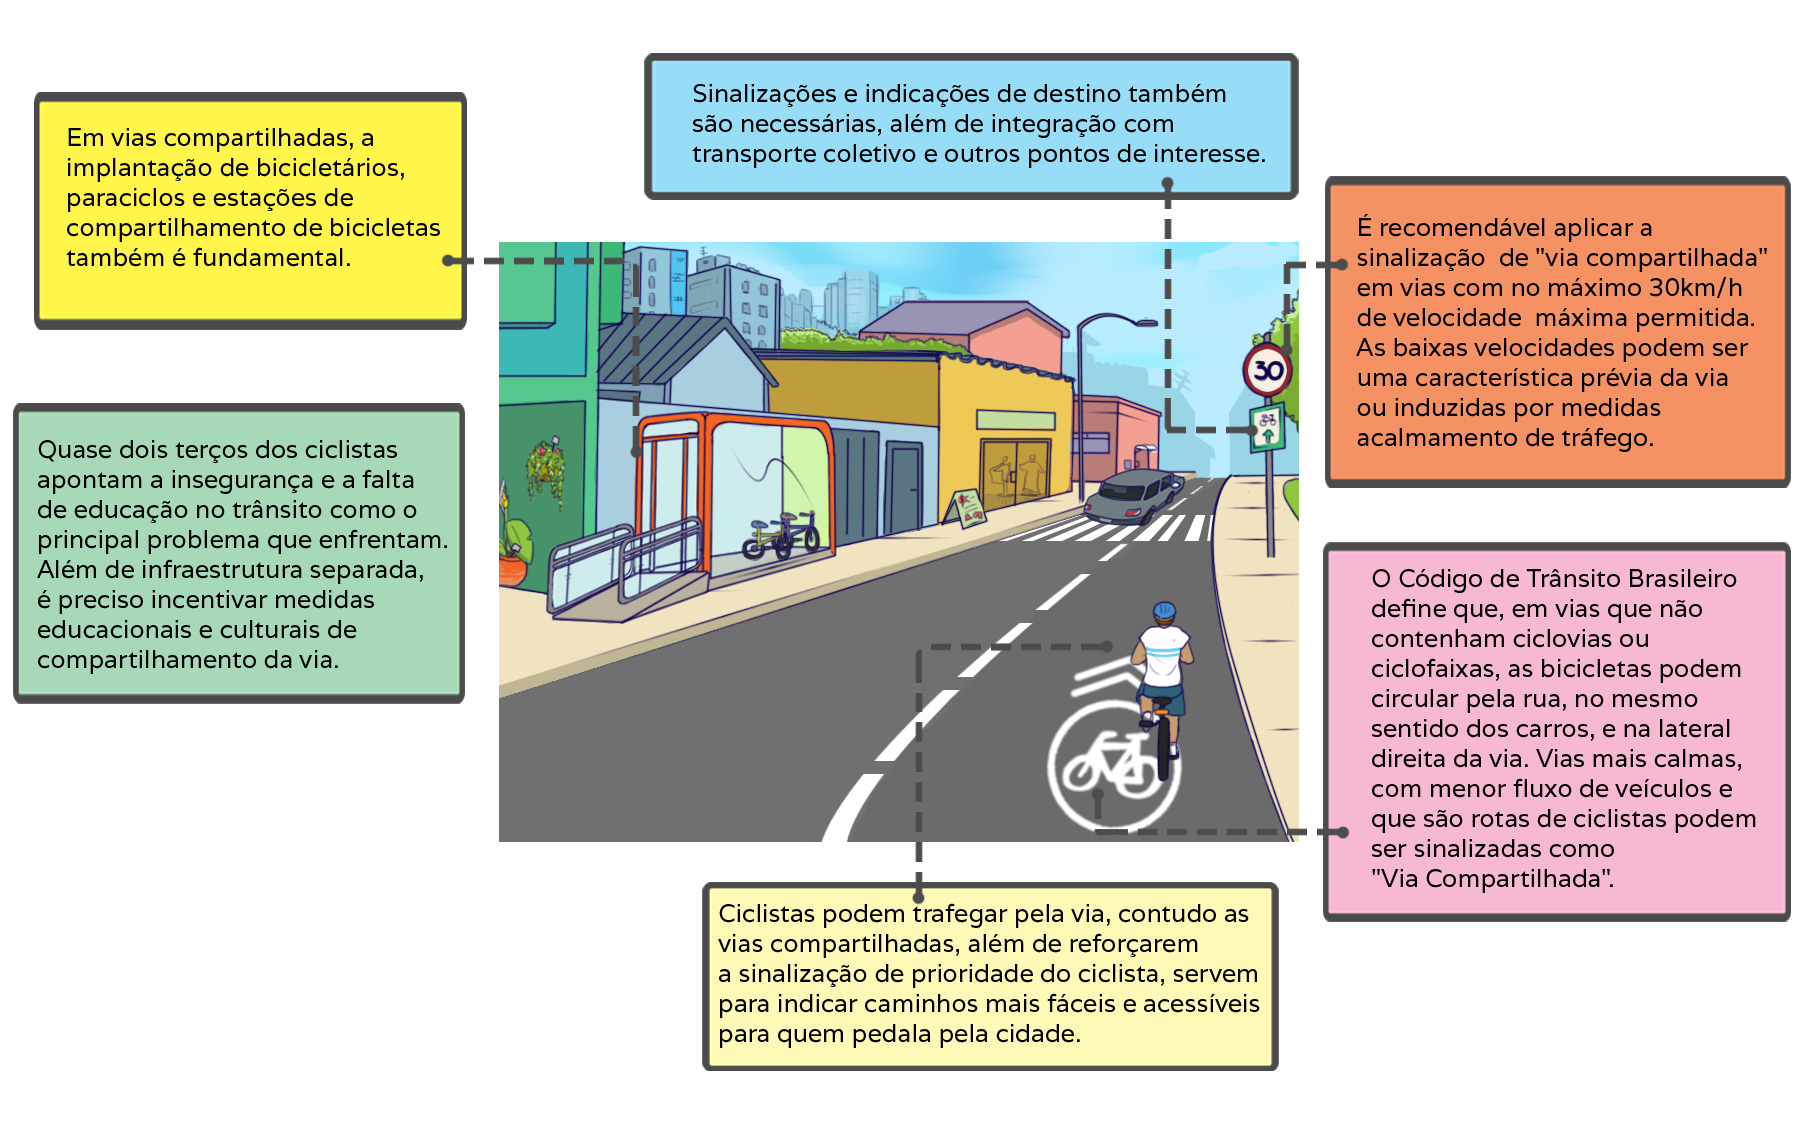 Em vias compartilhadas, a
implantação de bicicletários,
paraciclos e estações de
compartilhamento de bicicletas
também é fundamental.
Sinalizações e indicações de destino também
são necessárias, além de integração com
transporte coletivo e outros pontos de interesse.
É recomendável aplicar a
sinalização  de "via compartilhada"
em vias com no máximo 30km/h
de velocidade  máxima permitida.
As baixas velocidades podem ser
uma característica prévia da via
ou induzidas por medidas
acalmamento de tráfego.
30
Quase dois terços dos ciclistas
apontam a insegurança e a falta
de educação no trânsito como o
principal problema que enfrentam.
Além de infraestrutura separada,
é preciso incentivar medidas
educacionais e culturais de
compartilhamento da via.
O Código de Trânsito Brasileiro
define que, em vias que não
contenham ciclovias ou
ciclofaixas, as bicicletas podem
circular pela rua, no mesmo
sentido dos carros, e na lateral
direita da via. Vias mais calmas,
com menor fluxo de veículos e
que são rotas de ciclistas podem
ser sinalizadas como
"Via Compartilhada".
Ciclistas podem trafegar pela via, contudo as
vias compartilhadas, além de reforçarem
a sinalização de prioridade do ciclista, servem
para indicar caminhos mais fáceis e acessíveis
para quem pedala pela cidade.